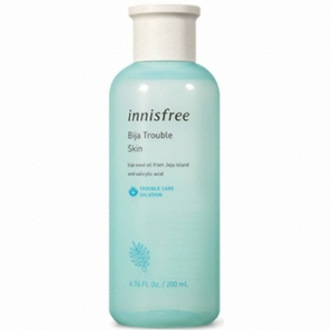 innisfree
Bija Trouble
Skin
bija seed oil from Jeju island
and salicylic acid
TROUBLE CARE
SOLUTION
6.76 Fl. Oz. / 200 mL